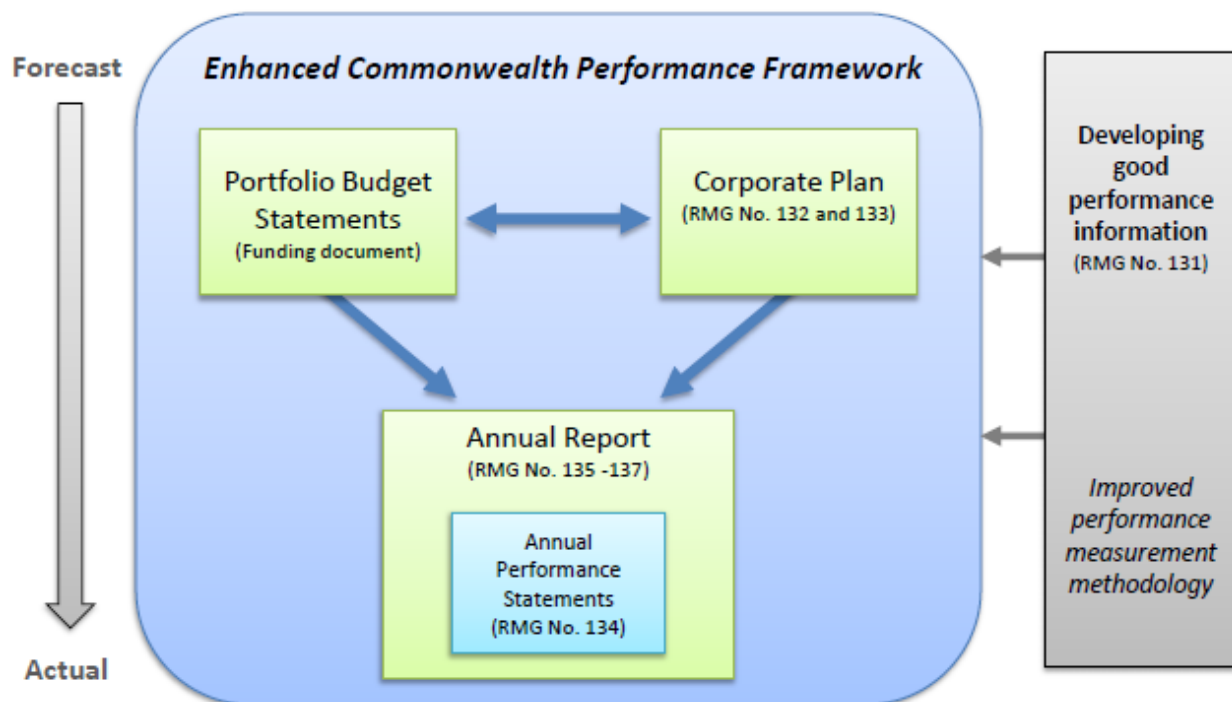 Forecast
Enhanced Commonwealth Performance Framework
Portfolio Budget
Statements
(Funding document)
Corporate Plan
(RMG No. 132 and 133)
Developing
good
performance
information
(RMG No. 131)
Annual Report
(RMG No. 135 -137)
Annual
Performance
Statements
(RMG No. 134)
Improved
performance
measurement
methodology
Actual